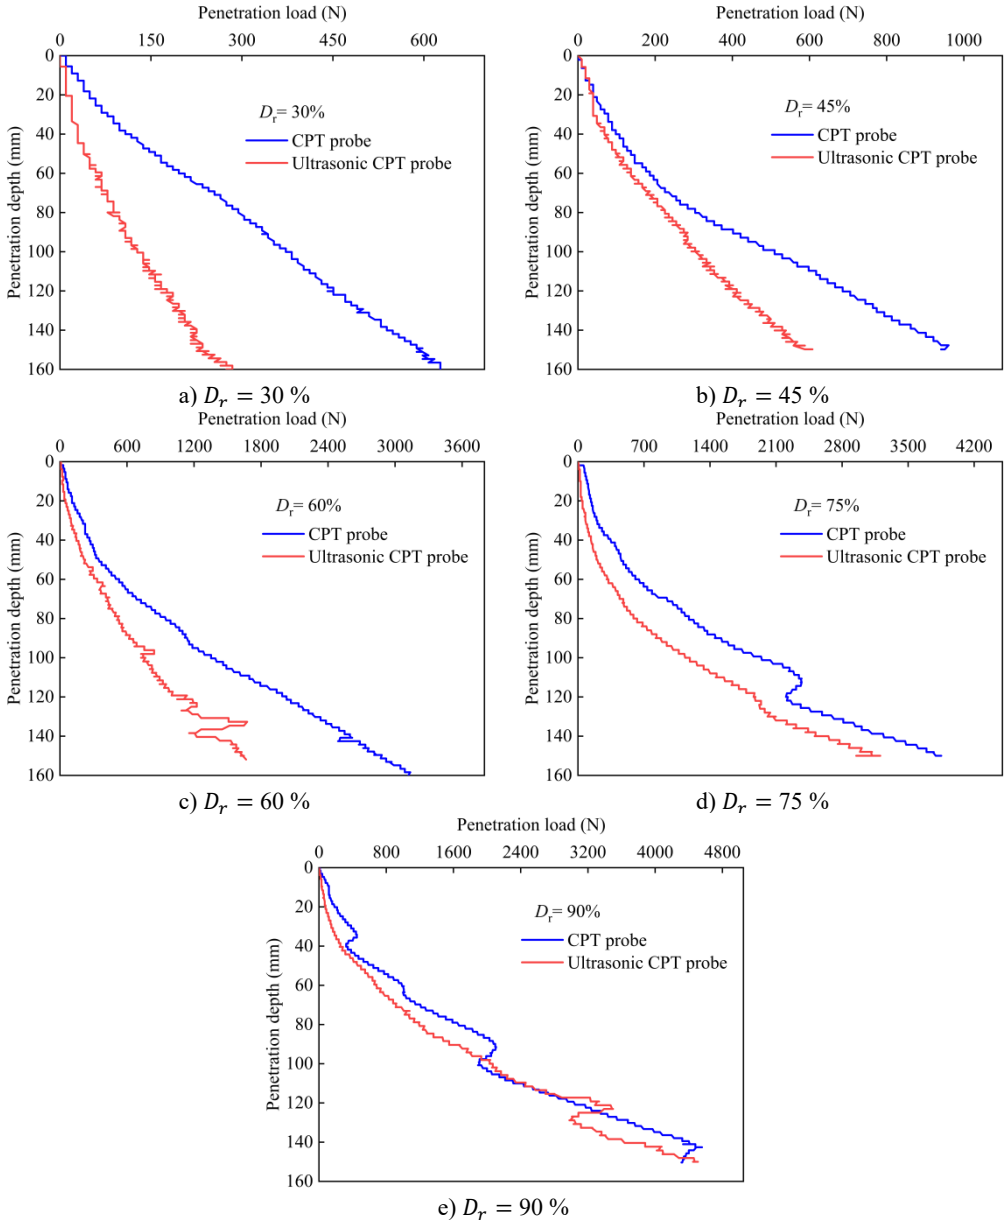 Penetration load (N)
0 150 300 450 600
0
20
40
60
80
100
120
140
160
Penetration depth (mm)
Dr= 30%
CPT probe
Ultrasonic CPT probe
a) Dr = 30 %
Penetration load (N)
0 200 400 600 800 1000
0
20
40
60
80
100
120
140
160
Penetration depth (mm)
Dr= 45%
CPT probe
Ultrasonic CPT probe
b) Dr = 45 %
Penetration load (N)
0 600 1200 1800 2400 3000 3600
0
20
40
60
80
100
120
140
160
Penetration depth (mm)
Dr= 60%
CPT probe
Ultrasonic CPT probe
c) Dr = 60 %
Penetration load (N)
0 700 1400 2100 2800 3500 4200
0
20
40
60
80
100
120
140
160
Penetration depth (mm)
Dr= 75%
CPT probe
Ultrasonic CPT probe
d) Dr = 75 %
Penetration load (N)
0 800 1600 2400 3200 4000 4800
0
20
40
60
80
100
120
140
160
Penetration depth (mm)
Dr= 90%
CPT probe
Ultrasonic CPT probe
e) Dr = 90 %